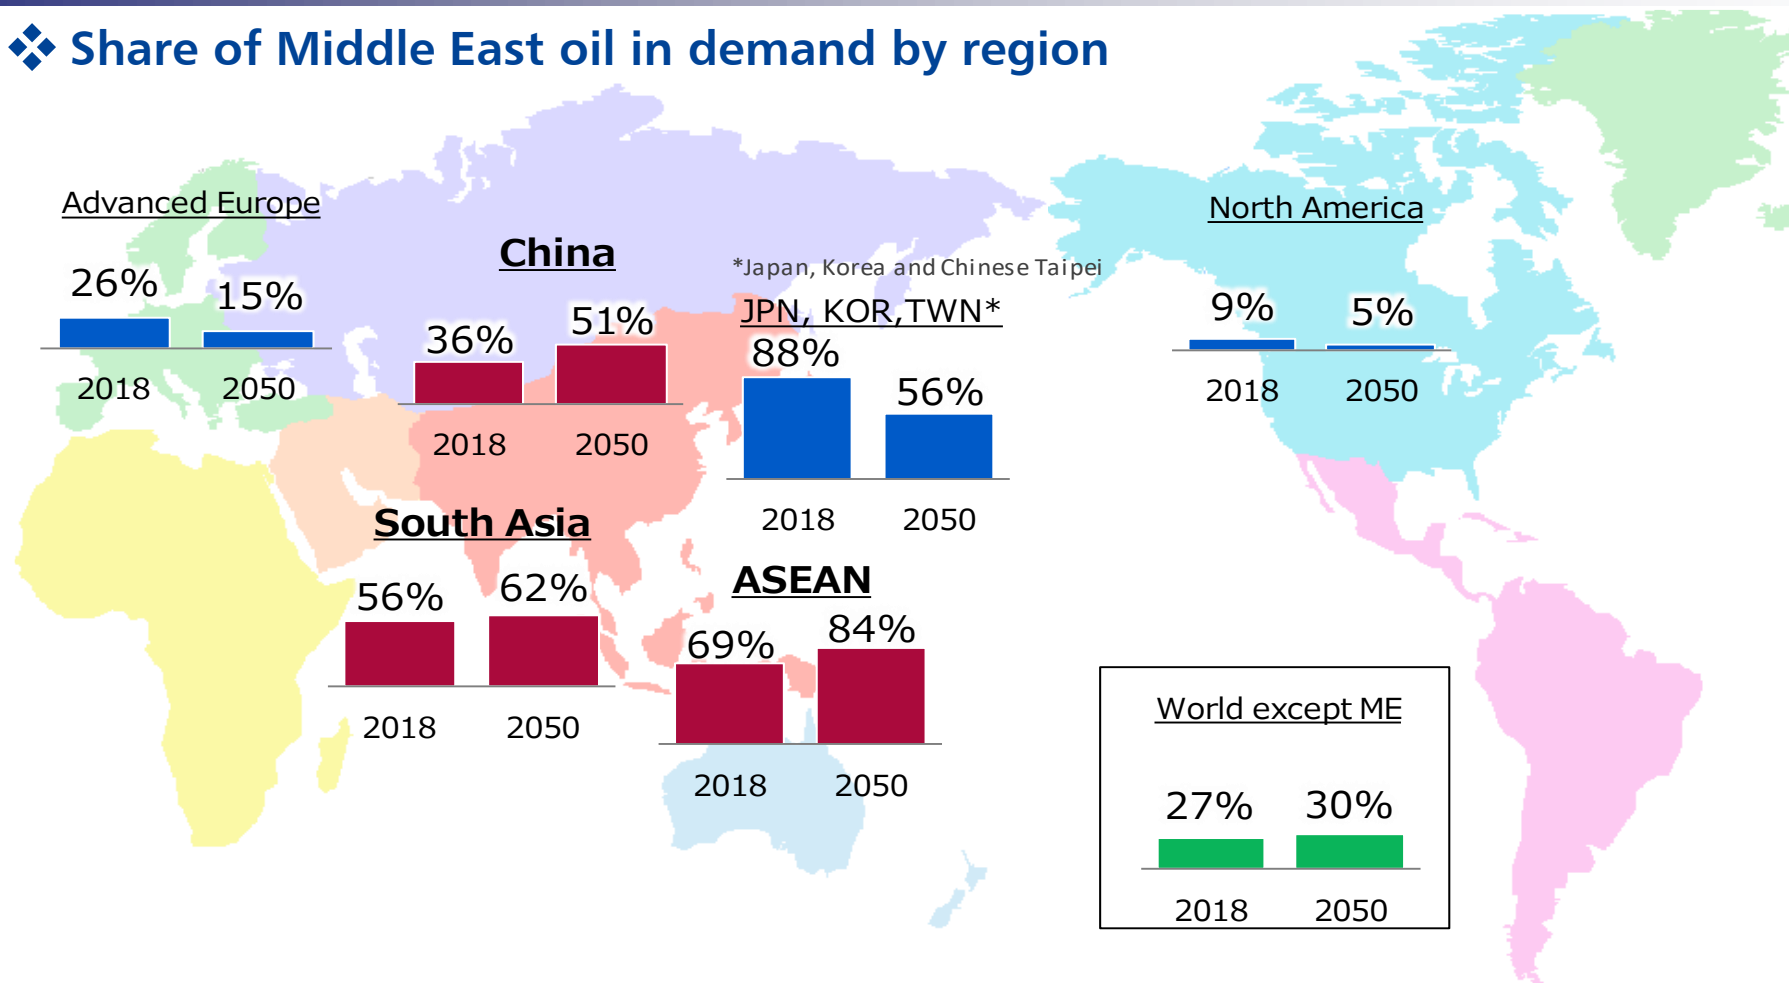 ❖ Share of Middle East oil in demand by region
Advanced Europe
26% 15%
2018 2050
China
36% 51%
2018 2050
*Japan, Korea and Chinese Taipei
JPN, KOR,TWN*
88% 56%
2018 2050
North America
9% 5%
2018 2050
South Asia
56% 62%
2018 2050
ASEAN
69% 84%
2018 2050
World except ME
27% 30%
2018 2050